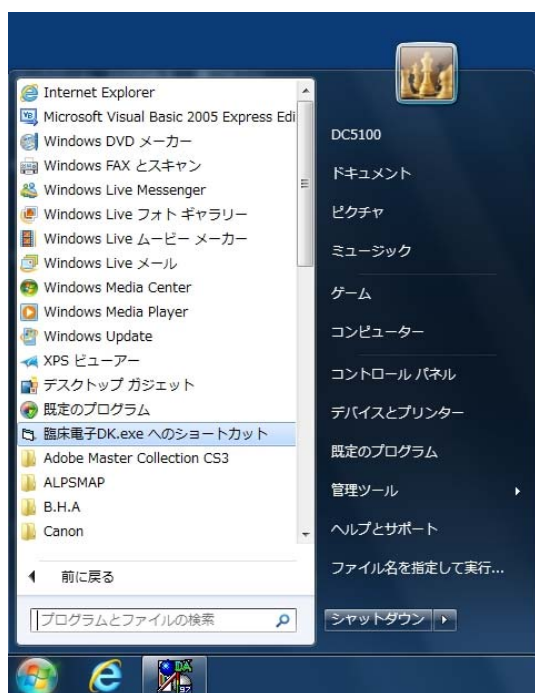 Internet Explorer
Microsoft Visual Basic 2005 Express Edi
Windows DVD メーカー
Windows FAX とスキャン
Windows Live Messenger
Windows Live フォト ギャラリー
Windows Live ムービー メーカー
Windows Live メール
Windows Media Center
Windows Media Player
Windows Update
XPS ビューアー
デスクトップ ガジェット
既定のプログラム
臨床電子DK.exe へのショートカット
Adobe Master Collection CS3
ALPSMAP
B.H.A
Canon
前に戻る
プログラムとファイルの検索
DC5100
ドキュメント
ピクチャ
ミュージック
ゲーム
コンピューター
コントロール パネル
デバイスとプリンター
既定のプログラム
管理ツール
ヘルプとサポート
ファイル名を指定して実行...
シャットダウン
DA
97